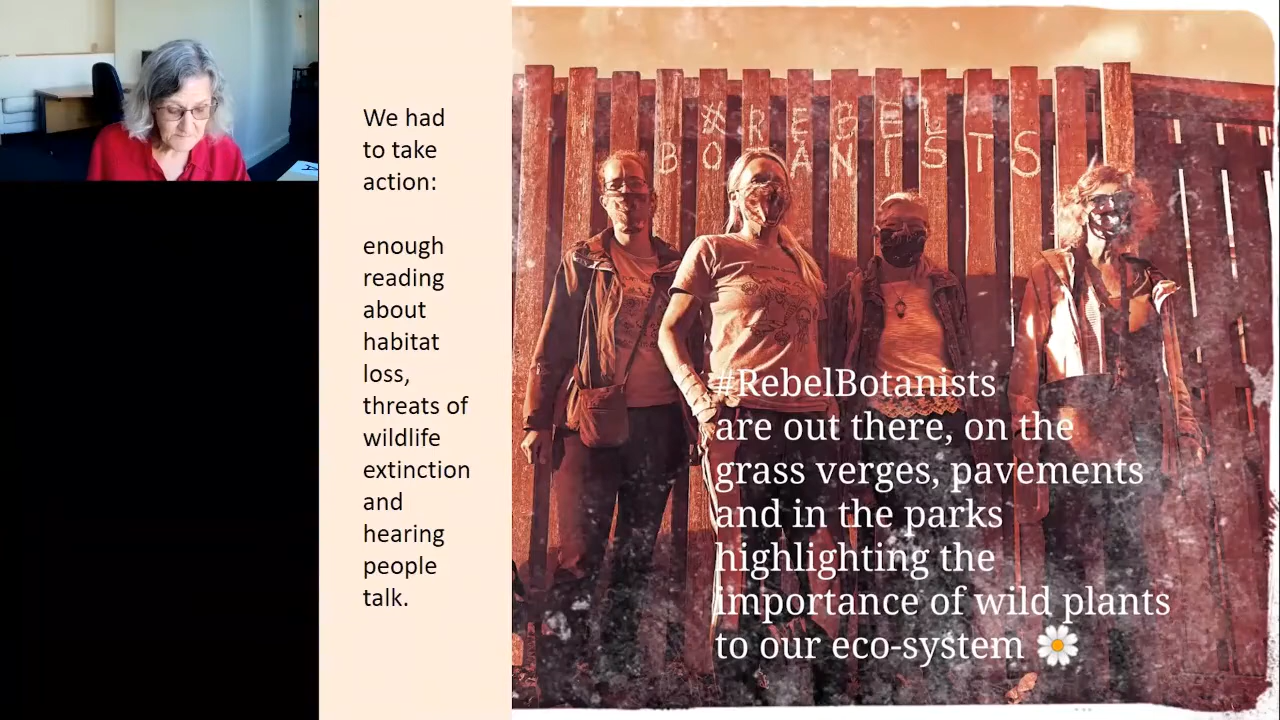 We had
to take
action:
enough
reading
about
habitat
loss,
threats of
wildlife
extinction
and
hearing
people
talk.
#REBEL
BOTANISTS
#RebelBotanists
are out there, on the
grass verges, pavements
and in the parks
highlighting the
importance of wild plants
to our eco-system 🌼